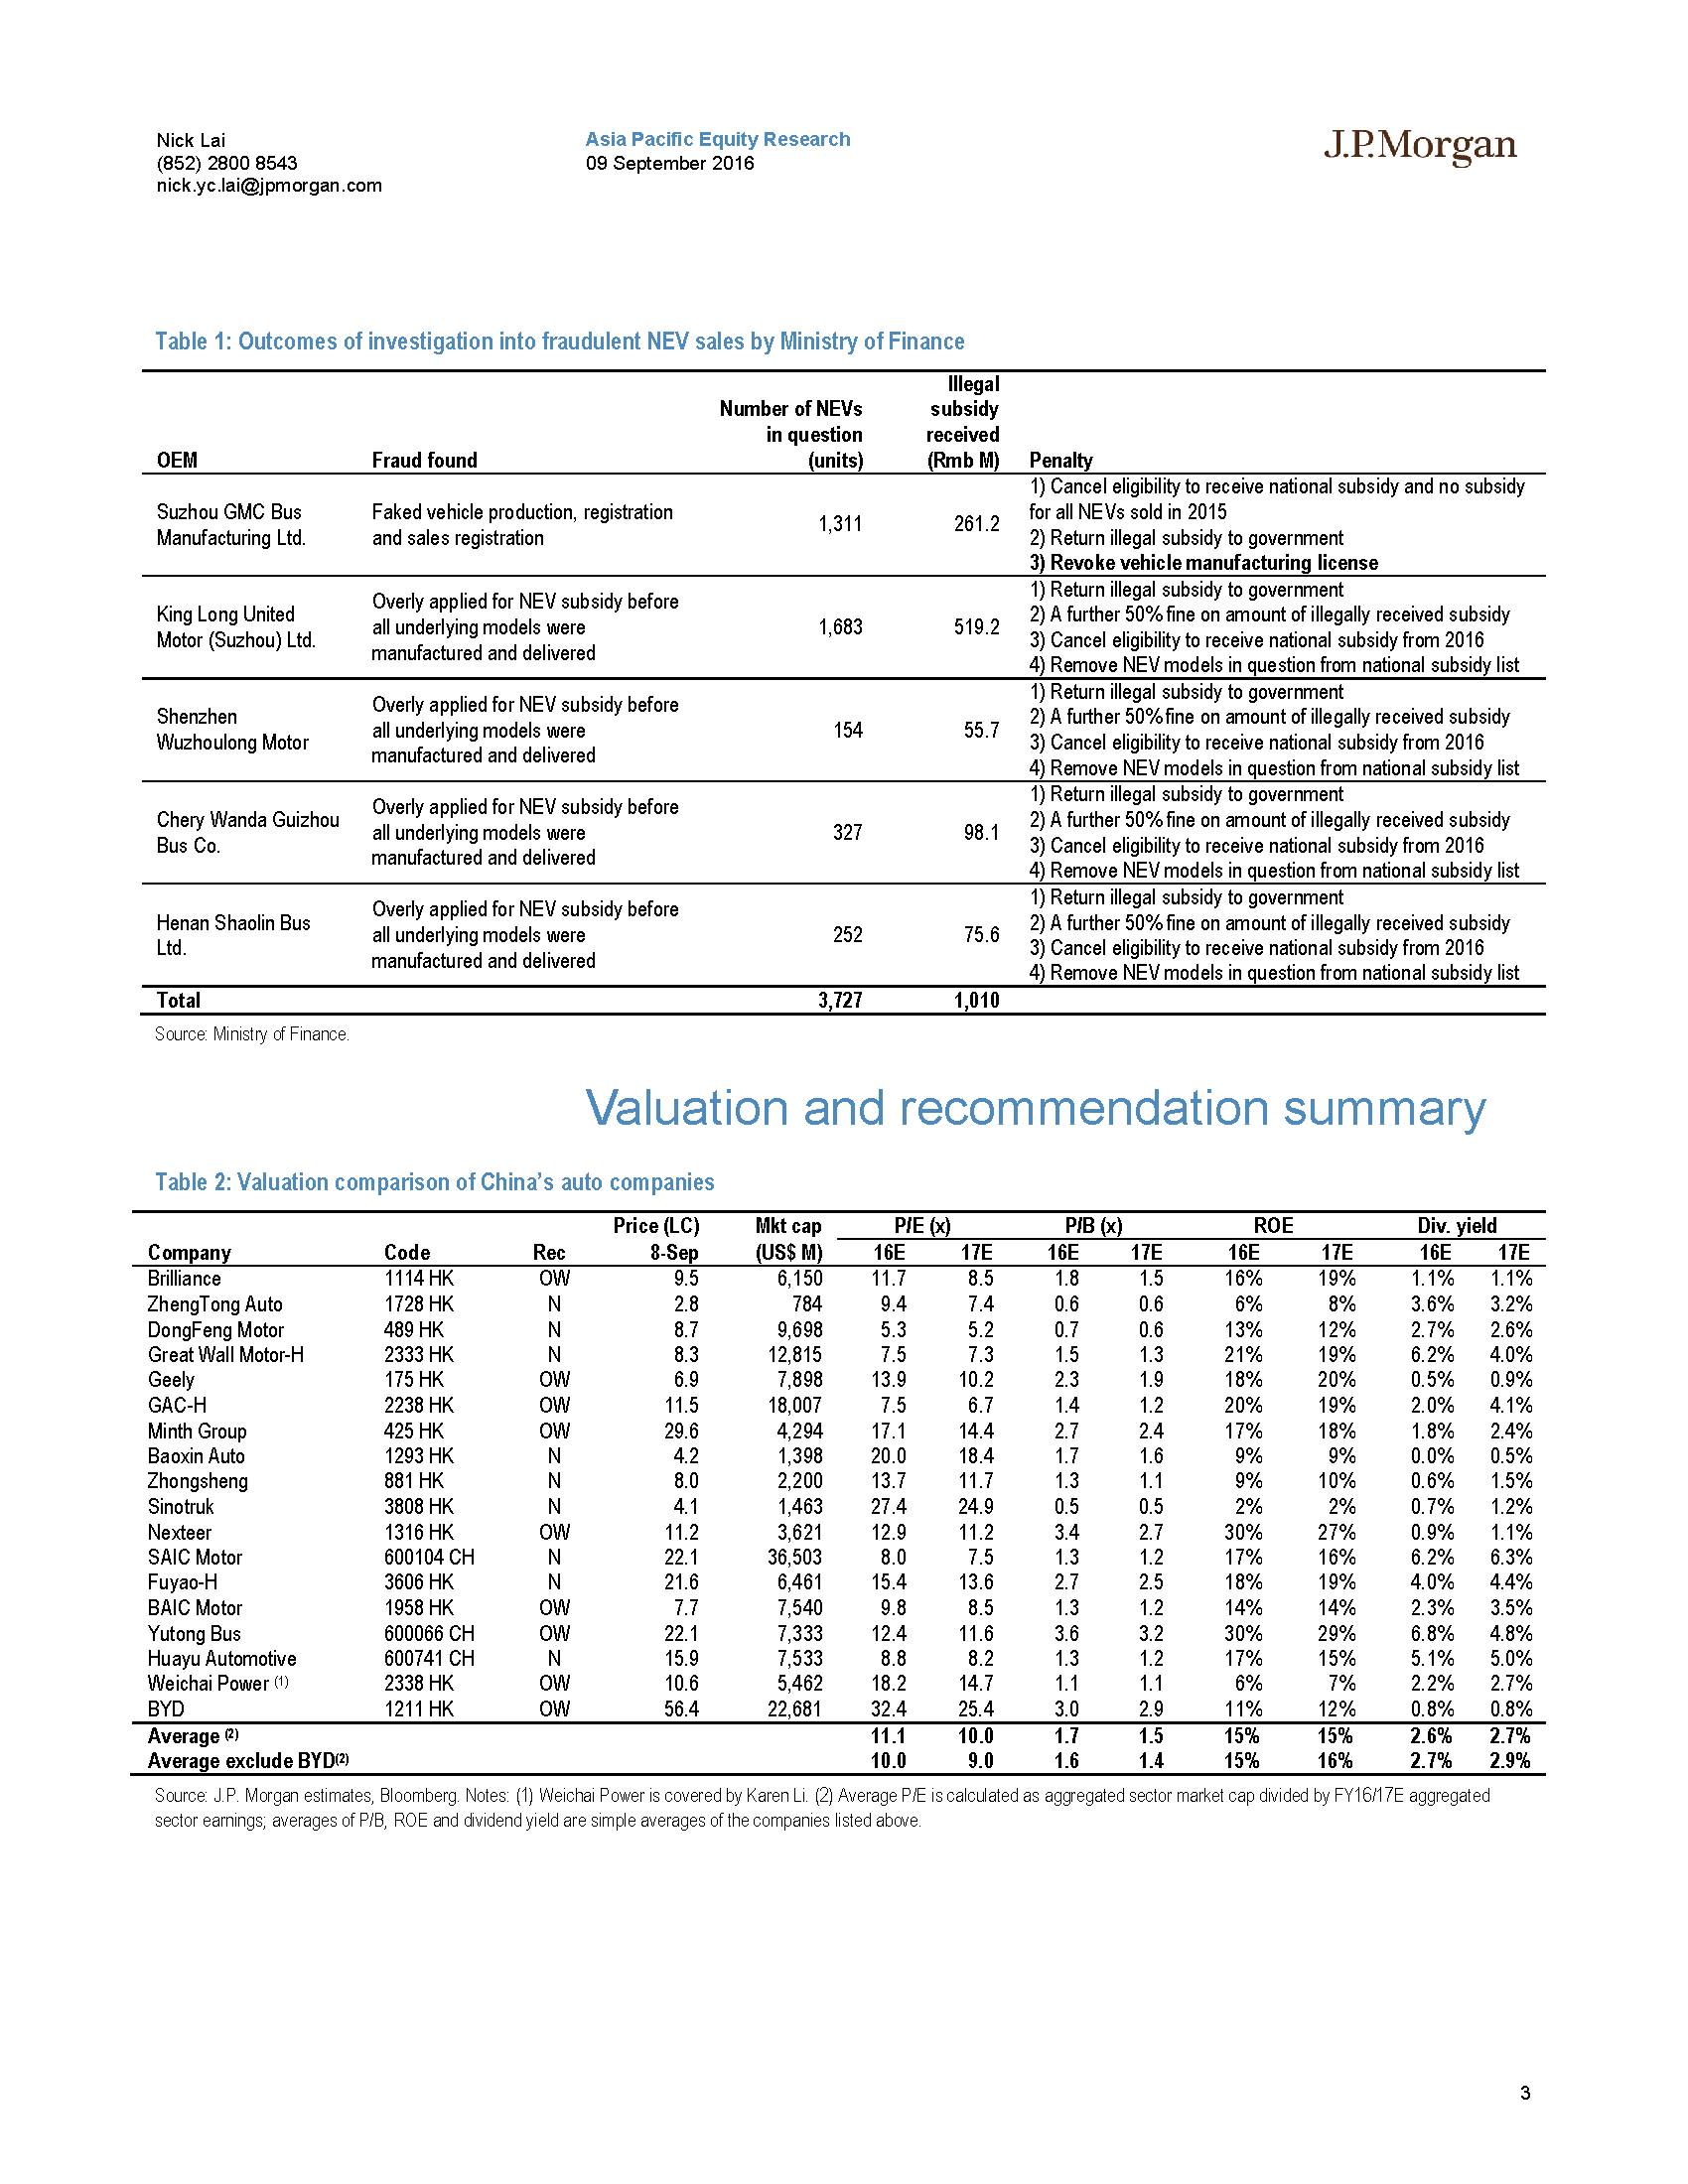 Nick Lai
(852) 2800 8543
nick.yc.lai@jpmorgan.com
Asia Pacific Equity Research
09 September 2016
J.P.Morgan
Table 1: Outcomes of investigation into fraudulent NEV sales by Ministry of Finance
OEM Fraud found Number of NEVs in question (units) Illegal subsidy received (Rmb M) Penalty
Suzhou GMC Bus Manufacturing Ltd. Faked vehicle production, registration and sales registration 1,311 261.2 1) Cancel eligibility to receive national subsidy and no subsidy for all NEVs sold in 2015
2) Return illegal subsidy to government
3) Revoke vehicle manufacturing license
King Long United Motor (Suzhou) Ltd. Overly applied for NEV subsidy before all underlying models were manufactured and delivered 1,683 519.2 1) Return illegal subsidy to government
2) A further 50% fine on amount of illegally received subsidy
3) Cancel eligibility to receive national subsidy from 2016
4) Remove NEV models in question from national subsidy list
Shenzhen Wuzhoulong Motor Overly applied for NEV subsidy before all underlying models were manufactured and delivered 154 55.7 1) Return illegal subsidy to government
2) A further 50% fine on amount of illegally received subsidy
3) Cancel eligibility to receive national subsidy from 2016
4) Remove NEV models in question from national subsidy list
Chery Wanda Guizhou Bus Co. Overly applied for NEV subsidy before all underlying models were manufactured and delivered 327 98.1 1) Return illegal subsidy to government
2) A further 50% fine on amount of illegally received subsidy
3) Cancel eligibility to receive national subsidy from 2016
4) Remove NEV models in question from national subsidy list
Henan Shaolin Bus Ltd. Overly applied for NEV subsidy before all underlying models were manufactured and delivered 252 75.6 1) Return illegal subsidy to government
2) A further 50% fine on amount of illegally received subsidy
3) Cancel eligibility to receive national subsidy from 2016
4) Remove NEV models in question from national subsidy list
Total 3,727 1,010
Source: Ministry of Finance.
Valuation and recommendation summary
Table 2: Valuation comparison of China's auto companies
Price (LC) Mkt cap P/E (x) P/B (x) ROE Div. yield
Company Code Rec 8-Sep (US$ M) 16E 17E 16E 17E 16E 17E 16E 17E
Brilliance 1114 HK OW 9.5 6,150 11.7 8.5 1.8 1.5 16% 19% 1.1% 1.1%
ZhengTong Auto 1728 HK N 2.8 784 9.4 7.4 0.6 0.6 6% 8% 3.6% 3.2%
DongFeng Motor 489 HK N 8.7 9,698 5.3 5.2 0.7 0.6 13% 12% 2.7% 2.6%
Great Wall Motor-H 2333 HK N 8.3 12,815 7.5 7.3 1.5 1.3 21% 19% 6.2% 4.0%
Geely 175 HK OW 6.9 7,898 13.9 10.2 2.3 1.9 18% 20% 0.5% 0.9%
GAC-H 2238 HK OW 11.5 18,007 7.5 6.7 1.4 1.2 20% 19% 2.0% 4.1%
Minth Group 425 HK OW 29.6 4,294 17.1 14.4 2.7 2.4 17% 18% 1.8% 2.4%
Baoxin Auto 1293 HK N 4.2 1,398 20.0 18.4 1.7 1.6 9% 9% 0.0% 0.5%
Zhongsheng 881 HK N 8.0 2,200 13.7 11.7 1.3 1.1 9% 10% 0.6% 1.5%
Sinotruk 3808 HK N 4.1 1,463 27.4 24.9 0.5 0.5 2% 2% 0.7% 1.2%
Nexteer 1316 HK OW 11.2 3,621 12.9 11.2 3.4 2.7 30% 27% 0.9% 1.1%
SAIC Motor 600104 CH N 22.1 36,503 8.0 7.5 1.3 1.2 17% 16% 6.2% 6.3%
Fuyao-H 3606 HK N 21.6 6,461 15.4 13.6 2.7 2.5 18% 19% 4.0% 4.4%
BAIC Motor 1958 HK OW 7.7 7,540 9.8 8.5 1.3 1.2 14% 14% 2.3% 3.5%
Yutong Bus 600066 CH OW 22.1 7,333 12.4 11.6 3.6 3.2 30% 29% 6.8% 4.8%
Huayu Automotive 600741 CH N 15.9 7,533 8.8 8.2 1.3 1.2 17% 15% 5.1% 5.0%
Weichai Power (1) 2338 HK OW 10.6 5,462 18.2 14.7 1.1 1.1 6% 7% 2.2% 2.7%
BYD 1211 HK OW 56.4 22,681 32.4 25.4 3.0 2.9 11% 12% 0.8% 0.8%
Average (2) 11.1 10.0 1.7 1.5 15% 15% 2.6% 2.7%
Average exclude BYD(2) 10.0 9.0 1.6 1.4 15% 16% 2.7% 2.9%
Source: J.P. Morgan estimates, Bloomberg. Notes: (1) Weichai Power is covered by Karen Li. (2) Average P/E is calculated as aggregated sector market cap divided by FY16/17E aggregated
sector earnings; averages of P/B, ROE and dividend yield are simple averages of the companies listed above.
3